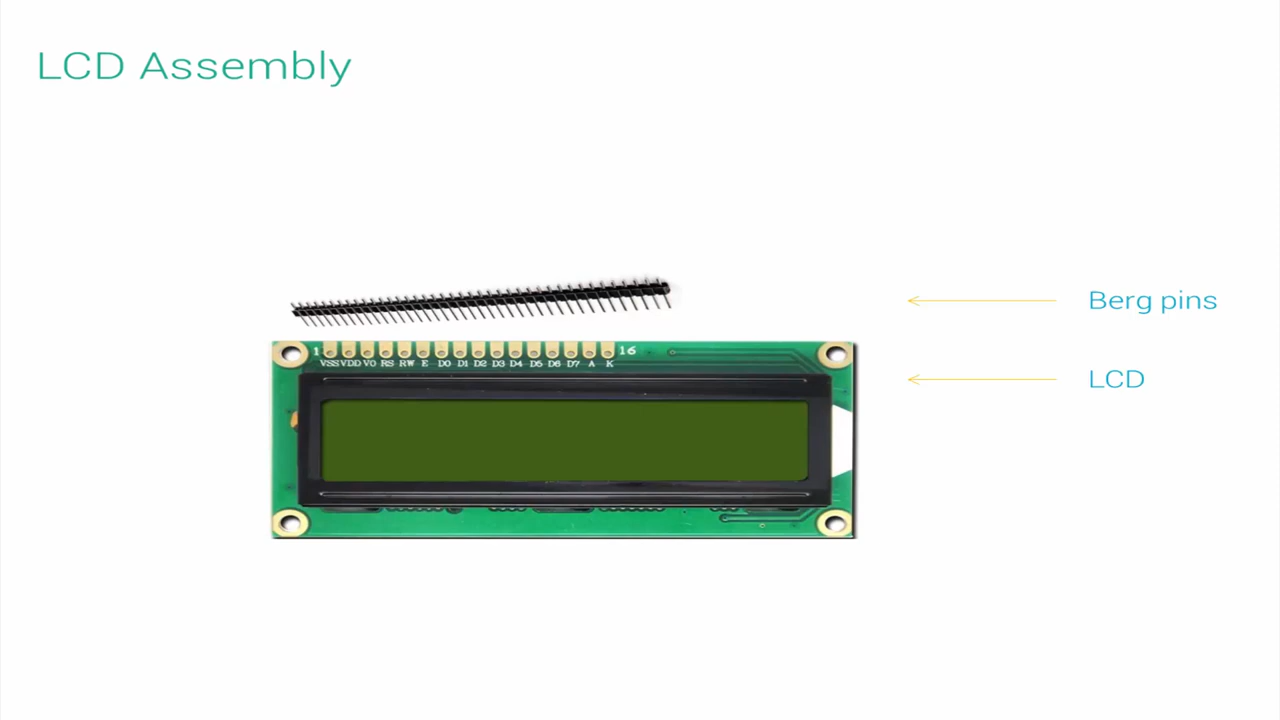 LCD Assembly
Berg pins
1 16
VSS VDD V0 RS RW E D0 D1 D2 D3 D4 D5 D6 D7 A K
LCD